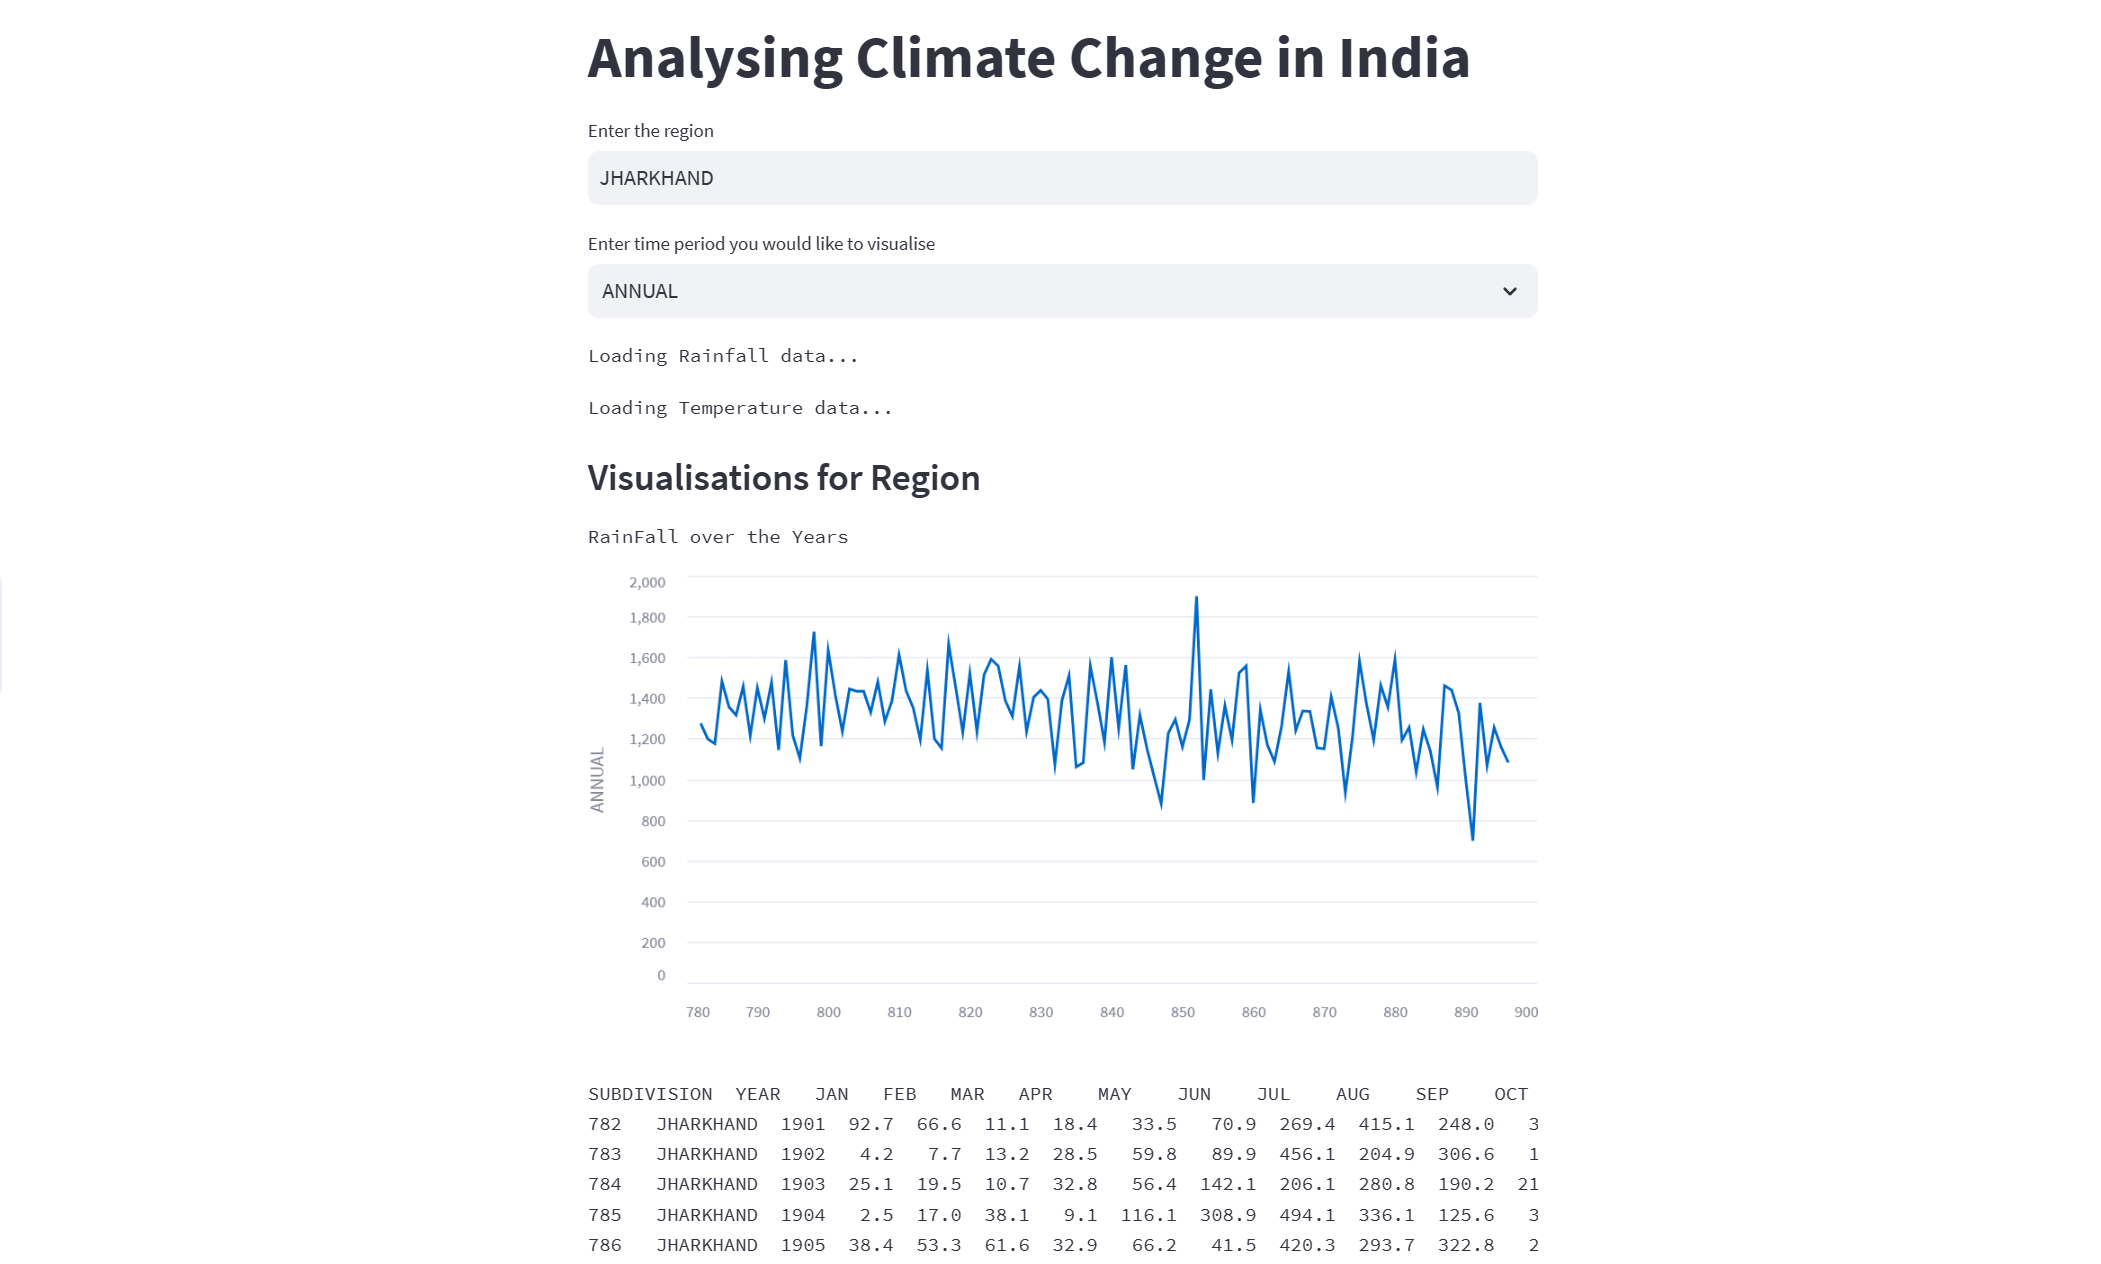 Analysing Climate Change in India
Enter the region
JHARKHAND
Enter time period you would like to visualise
ANNUAL
Loading Rainfall data...
Loading Temperature data...
Visualisations for Region
RainFall over the Years
2,000
1,800
1,600
1,400
1,200
1,000
800
600
400
200
0
ANNUAL
780 790 800 810 820 830 840 850 860 870 880 890 900
SUBDIVISION YEAR JAN FEB MAR APR MAY JUN JUL AUG SEP OCT
782 JHARKHAND 1901 92.7 66.6 11.1 18.4 33.5 70.9 269.4 415.1 248.0 3
783 JHARKHAND 1902 4.2 7.7 13.2 28.5 59.8 89.9 456.1 204.9 306.6 1
784 JHARKHAND 1903 25.1 19.5 10.7 32.8 56.4 142.1 206.1 280.8 190.2 21
785 JHARKHAND 1904 2.5 17.0 38.1 9.1 116.1 308.9 494.1 336.1 125.6 3
786 JHARKHAND 1905 38.4 53.3 61.6 32.9 66.2 41.5 420.3 293.7 322.8 2